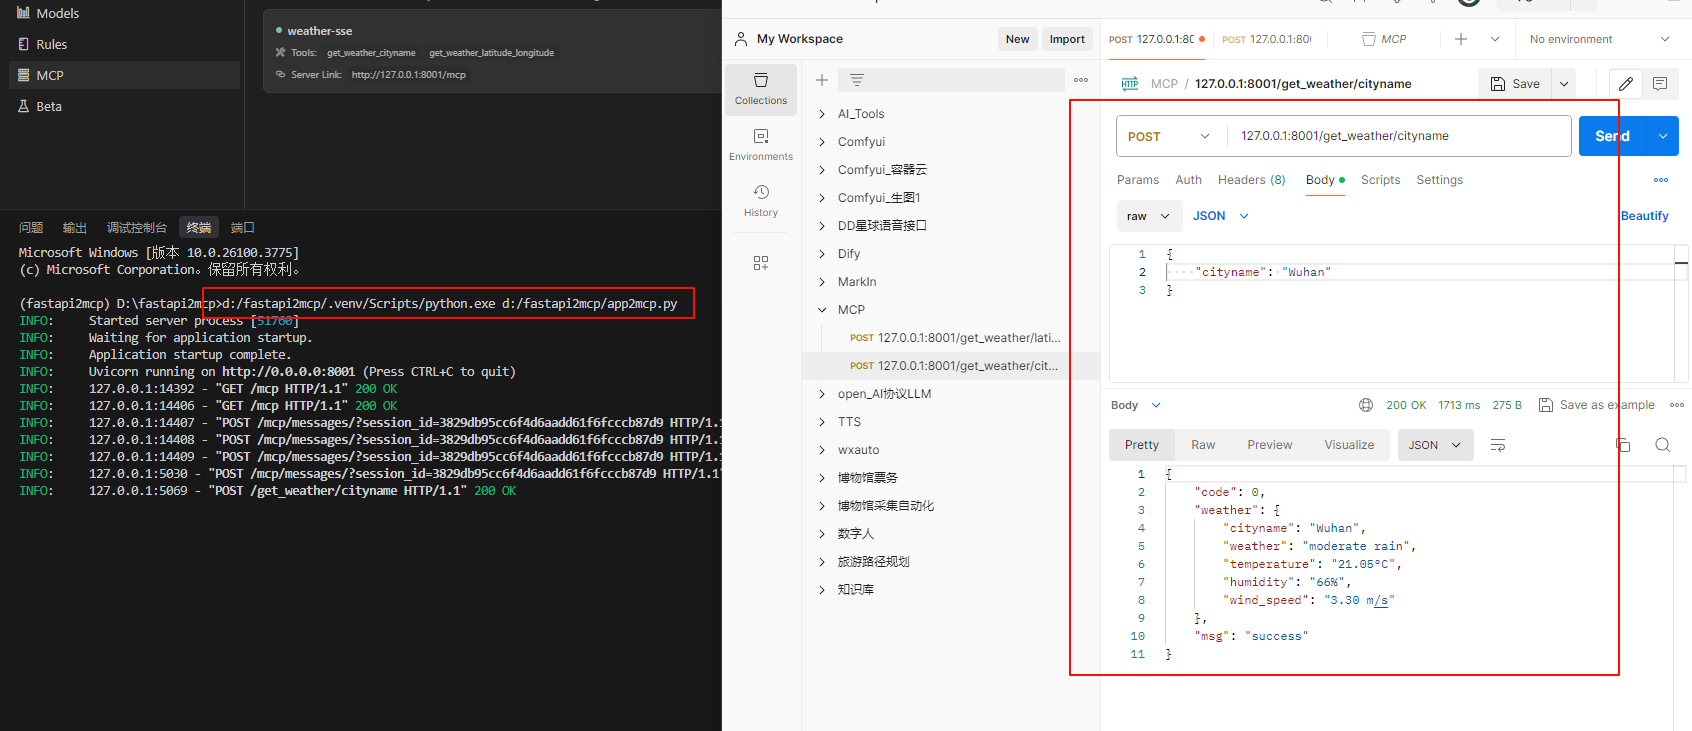 Models
Rules
MCP
Beta
weather-sse
Tools: get_weather_cityname get_weather_latitude_longitude
Server Link: http://127.0.0.1:8001/mcp
问题 输出 调试控制台 终端 端口
Microsoft Windows [版本 10.0.26100.3775]
(c) Microsoft Corporation。保留所有权利。
(fastapi2mcp) D:\fastapi2mcp>d:/fastapi2mcp/.venv/Scripts/python.exe d:/fastapi2mcp/app2mcp.py
INFO: Started server process [51760]
INFO: Waiting for application startup.
INFO: Application startup complete.
INFO: Uvicorn running on http://0.0.0.0:8001 (Press CTRL+C to quit)
INFO: 127.0.0.1:14392 - "GET /mcp HTTP/1.1" 200 OK
INFO: 127.0.0.1:14406 - "GET /mcp HTTP/1.1" 200 OK
INFO: 127.0.0.1:14407 - "POST /mcp/messages/?session_id=3829db95cc6f4d6aadd61f6fcccb87d9 HTTP/1.1
INFO: 127.0.0.1:14408 - "POST /mcp/messages/?session_id=3829db95cc6f4d6aadd61f6fcccb87d9 HTTP/1.1
INFO: 127.0.0.1:14409 - "POST /mcp/messages/?session_id=3829db95cc6f4d6aadd61f6fcccb87d9 HTTP/1.1
INFO: 127.0.0.1:5030 - "POST /mcp/messages/?session_id=3829db95cc6f4d6aadd61f6fcccb87d9 HTTP/1.1"
INFO: 127.0.0.1:5069 - "POST /get_weather/cityname HTTP/1.1" 200 OK
My Workspace New Import
Collections
Environments
History
AI_Tools
Comfyui
Comfyui_容器云
Comfyui_生图1
DD星球语音接口
Dify
MarkIn
MCP
POST 127.0.0.1:8001/get_weather/lati...
POST 127.0.0.1:8001/get_weather/cit...
open_AI协议LLM
TTS
wxauto
博物馆票务
博物馆采集自动化
数字人
旅游路径规划
知识库
POST 127.0.0.1:80 POST 127.0.0.1:80 MCP No environment
HTTP MCP / 127.0.0.1:8001/get_weather/cityname Save
POST 127.0.0.1:8001/get_weather/cityname Send
Params Auth Headers (8) Body Scripts Settings
raw JSON Beautify
1 {
2 "cityname": "Wuhan"
3 }
Body 200 OK 1713 ms 275 B Save as example
Pretty Raw Preview Visualize JSON
1 {
2 "code": 0,
3 "weather": {
4 "cityname": "Wuhan",
5 "weather": "moderate rain",
6 "temperature": "21.05°C",
7 "humidity": "66%",
8 "wind_speed": "3.30 m/s"
9 },
10 "msg": "success"
11 }